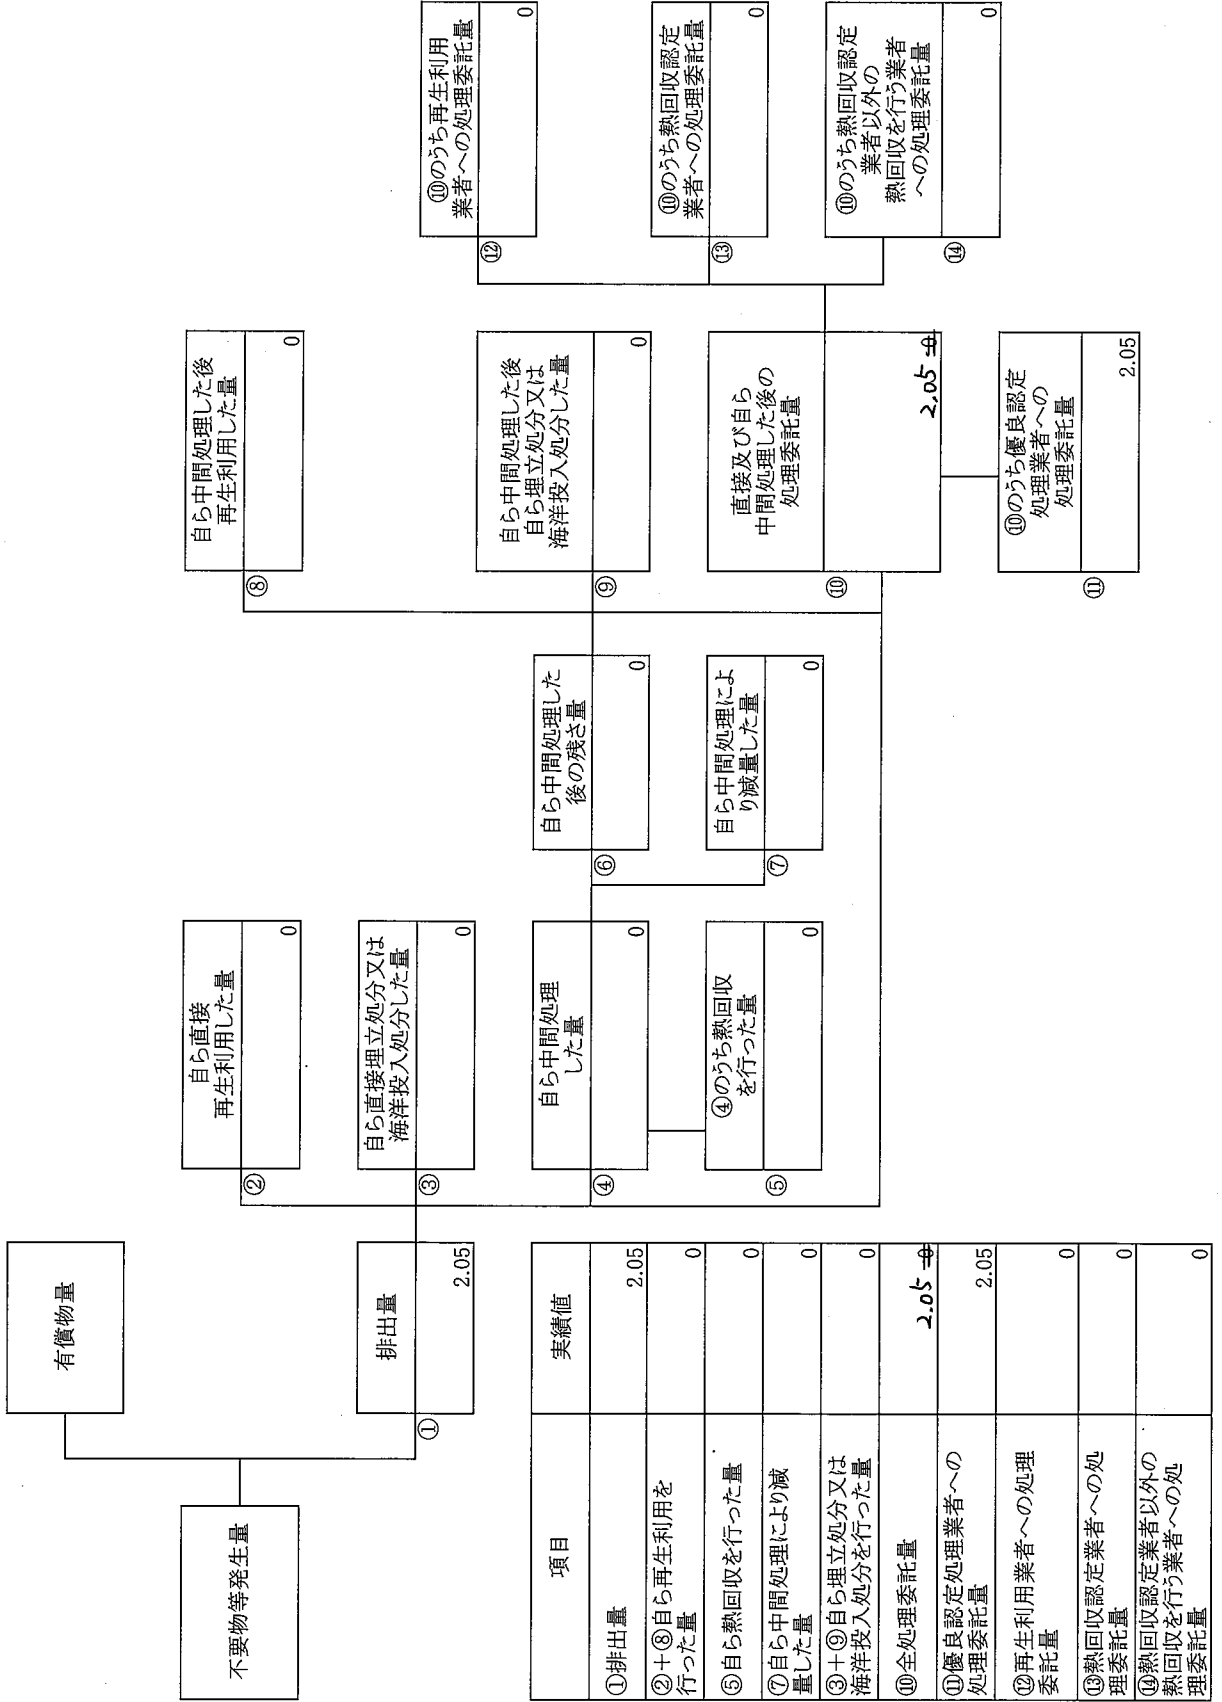 不要物等発生量
有償物量
排出量
①
2.05
自ら直接
再生利用した量
②
0
自ら直接埋立処分又は
海洋投入処分した量
③
0
自ら中間処理
した量
④
0
④のうち熱回収
を行った量
⑤
0
自ら中間処理した
後の残さ量
⑥
0
自ら中間処理によ
り減量した量
⑦
0
自ら中間処理した後
再生利用した量
⑧
0
自ら中間処理した後
自ら埋立処分又は
海洋投入処分した量
⑨
0
直接及び自ら
中間処理した後の
処理委託量
⑩
2.05 0
⑩のうち優良認定
処理業者への
処理委託量
⑪
2.05
⑩のうち再生利用
業者への処理委託量
⑫
0
⑩のうち熱回収認定
業者への処理委託量
⑬
0
⑩のうち熱回収認定
業者以外の
熱回収を行う業者
への処理委託量
⑭
0
項目 実績値
①排出量 2.05
②+⑧自ら再生利用を
行った量 0
⑤自ら熱回収を行った量 0
⑦自ら中間処理により減
量した量 0
③+⑨自ら埋立処分又は
海洋投入処分を行った量 0
⑩全処理委託量 2.05 0
⑪優良認定処理業者への
処理委託量 2.05
⑫再生利用業者への処理
委託量 0
⑬熱回収認定業者への処
理委託量 0
⑭熱回収認定業者以外の
熱回収を行う業者への処
理委託量 0